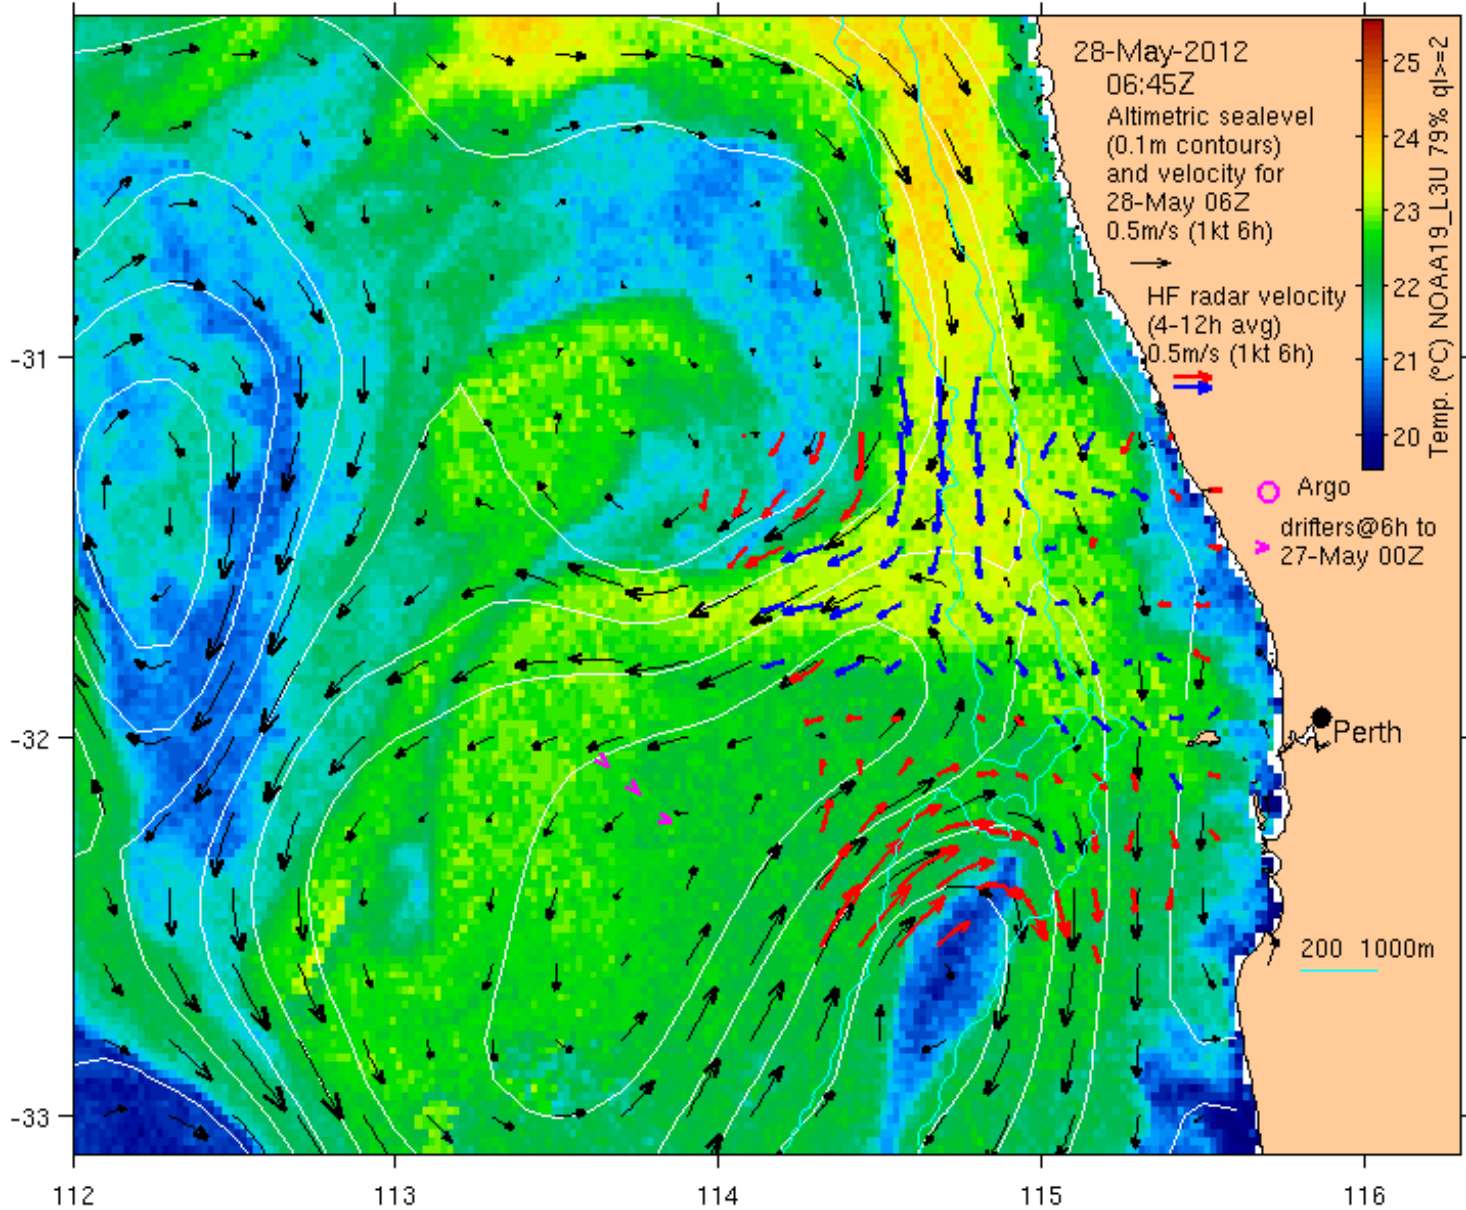 28-May-2012
06:45Z
Altimetric sealevel
(0.1m contours)
and velocity for
28-May 06Z
0.5m/s (1kt 6h)
HF radar velocity
(4-12h avg)
0.5m/s (1kt 6h)
25
24
23
22
21
20
Temp. (°C) NOAA19_L3U 79% ql>=2
Argo
drifters@6h to
27-May 00Z
Perth
200 1000m
-31
-32
-33
112
113
114
115
116